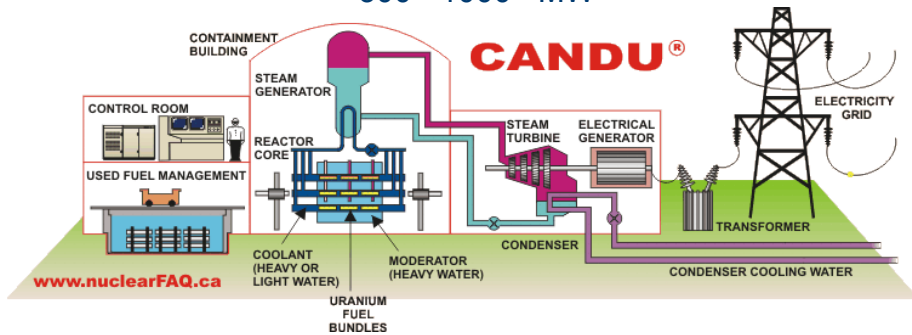 CONTAINMENT
BUILDING
CANDU®
STEAM
GENERATOR
CONTROL ROOM
ELECTRICITY
GRID
STEAM
TURBINE
ELECTRICAL
GENERATOR
REACTOR
CORE
USED FUEL MANAGEMENT
TRANSFORMER
COOLANT
(HEAVY OR
LIGHT WATER)
MODERATOR
(HEAVY WATER)
CONDENSER
CONDENSER COOLING WATER
www.nuclearFAQ.ca
URANIUM
FUEL
BUNDLES